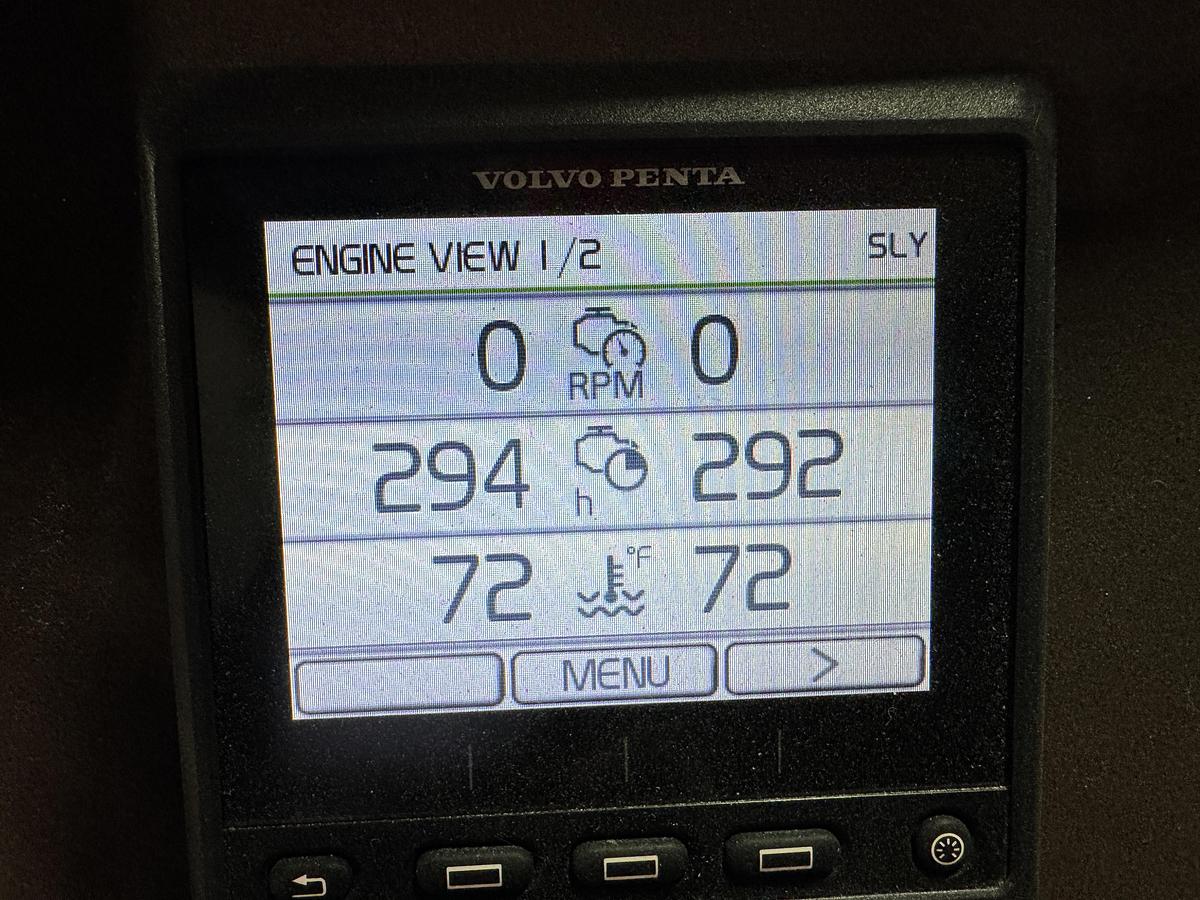 VOLVO PENTA
ENGINE VIEW 1/2 SLY
0 RPM 0
294 h 292
72 °F 72
MENU >